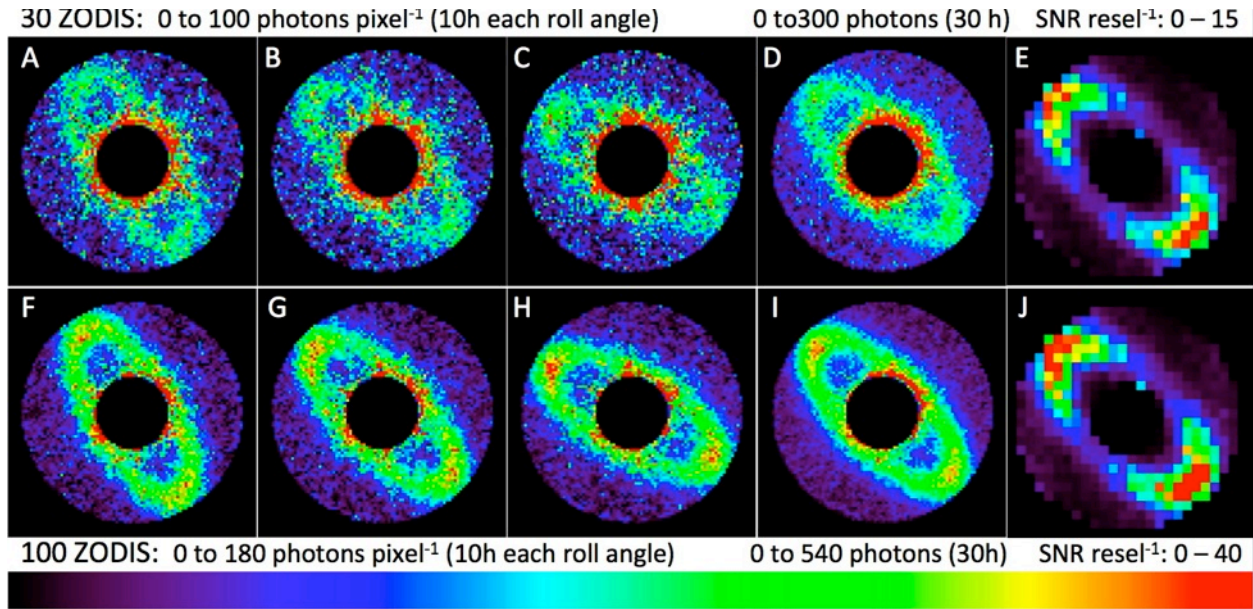 30 ZODIS: 0 to 100 photons pixel⁻¹ (10h each roll angle) 0 to300 photons (30 h) SNR resel⁻¹: 0 – 15
A B C D E
F G H I J
100 ZODIS: 0 to 180 photons pixel⁻¹ (10h each roll angle) 0 to 540 photons (30h) SNR resel⁻¹: 0 – 40